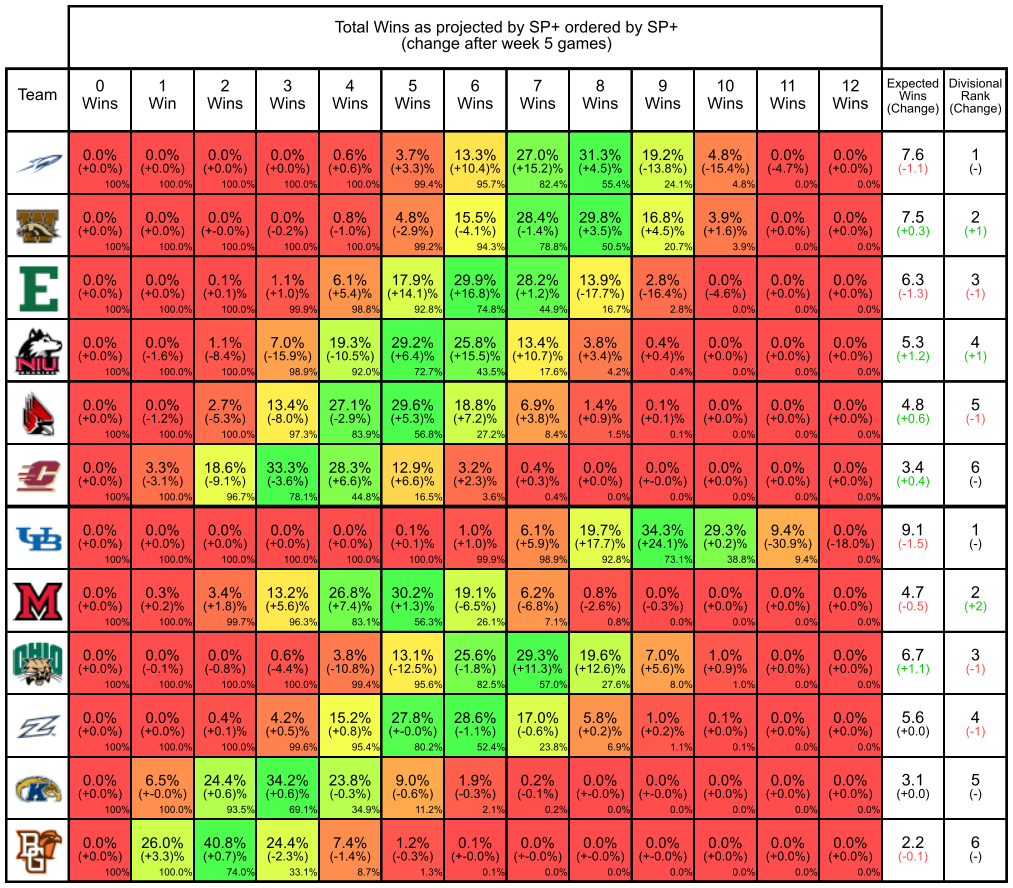 Total Wins as projected by SP+ ordered by SP+
(change after week 5 games)
Team
0 Wins
1 Win
2 Wins
3 Wins
4 Wins
5 Wins
6 Wins
7 Wins
8 Wins
9 Wins
10 Wins
11 Wins
12 Wins
Expected Wins (Change)
Divisional Rank (Change)
0.0% 0.0% 0.0% 0.0% 0.6% 3.7% 13.3% 27.0% 31.3% 19.2% 4.8% 0.0% 0.0% 7.6 1
(+0.0%) (+0.0)% (+0.0)% (+0.0)% (+0.6)% (+3.3)% (+10.4)% (+15.2)% (+4.5)% (-13.8)% (-15.4)% (-4.7)% (+0.0)% (-1.1) (-)
100% 100.0% 100.0% 100.0% 100.0% 99.4% 95.7% 82.4% 55.4% 24.1% 4.8% 0.0% 0.0%
W
0.0% 0.0% 0.0% 0.0% 0.8% 4.8% 15.5% 28.4% 29.8% 16.8% 3.9% 0.0% 0.0% 7.5 2
(+0.0%) (+0.0)% (+-0.0)% (-0.2)% (-1.0)% (-2.9)% (-4.1)% (-1.4)% (+3.5)% (+4.5)% (+1.6)% (+0.0)% (+0.0)% (+0.3) (+1)
100% 100.0% 100.0% 100.0% 100.0% 99.2% 94.3% 78.8% 50.5% 20.7% 3.9% 0.0% 0.0%
E
0.0% 0.0% 0.1% 1.1% 6.1% 17.9% 29.9% 28.2% 13.9% 2.8% 0.0% 0.0% 0.0% 6.3 3
(+0.0%) (+0.0)% (+0.1)% (+1.0)% (+5.4)% (+14.1)% (+16.8)% (+1.2)% (-17.7)% (-16.4)% (-4.6)% (+0.0)% (+0.0)% (-1.3) (-1)
100% 100.0% 100.0% 99.9% 98.8% 92.8% 74.8% 44.9% 16.7% 2.8% 0.0% 0.0% 0.0%
NIU
0.0% 0.0% 1.1% 7.0% 19.3% 29.2% 25.8% 13.4% 3.8% 0.4% 0.0% 0.0% 0.0% 5.3 4
(+0.0%) (-1.6)% (-8.4)% (-15.9)% (-10.5)% (+6.4)% (+15.5)% (+10.7)% (+3.4)% (+0.4)% (+0.0)% (+0.0)% (+0.0)% (+1.2) (+1)
100% 100.0% 100.0% 98.9% 92.0% 72.7% 43.5% 17.6% 4.2% 0.4% 0.0% 0.0% 0.0%
0.0% 0.0% 2.7% 13.4% 27.1% 29.6% 18.8% 6.9% 1.4% 0.1% 0.0% 0.0% 0.0% 4.8 5
(+0.0%) (-1.2)% (-5.3)% (-8.0)% (-2.9)% (+5.3)% (+7.2)% (+3.8)% (+0.9)% (+0.1)% (+0.0)% (+0.0)% (+0.0)% (+0.6) (-1)
100% 100.0% 100.0% 97.3% 83.9% 56.8% 27.2% 8.4% 1.5% 0.1% 0.0% 0.0% 0.0%
C
0.0% 3.3% 18.6% 33.3% 28.3% 12.9% 3.2% 0.4% 0.0% 0.0% 0.0% 0.0% 0.0% 3.4 6
(+0.0%) (-3.1)% (-9.1)% (-3.6)% (+6.6)% (+6.6)% (+2.3)% (+0.3)% (+0.0)% (+-0.0)% (+0.0)% (+0.0)% (+0.0)% (+0.4) (-)
100% 100.0% 96.7% 78.1% 44.8% 16.5% 3.6% 0.4% 0.0% 0.0% 0.0% 0.0% 0.0%
UB
0.0% 0.0% 0.0% 0.0% 0.0% 0.1% 1.0% 6.1% 19.7% 34.3% 29.3% 9.4% 0.0% 9.1 1
(+0.0%) (+0.0)% (+0.0)% (+0.0)% (+0.0)% (+0.1)% (+1.0)% (+5.9)% (+17.7)% (+24.1)% (+0.2)% (-30.9)% (-18.0)% (-1.5) (-)
100% 100.0% 100.0% 100.0% 100.0% 100.0% 99.9% 98.9% 92.8% 73.1% 38.8% 9.4% 0.0%
M
0.0% 0.3% 3.4% 13.2% 26.8% 30.2% 19.1% 6.2% 0.8% 0.0% 0.0% 0.0% 0.0% 4.7 2
(+0.0%) (+0.2)% (+1.8)% (+5.6)% (+7.4)% (+1.3)% (-6.5)% (-6.8)% (-2.6)% (-0.3)% (+0.0)% (+0.0)% (+0.0)% (-0.5) (+2)
100% 100.0% 99.7% 96.3% 83.1% 56.3% 26.1% 7.1% 0.8% 0.0% 0.0% 0.0% 0.0%
OHIO
0.0% 0.0% 0.0% 0.6% 3.8% 13.1% 25.6% 29.3% 19.6% 7.0% 1.0% 0.0% 0.0% 6.7 3
(+0.0%) (-0.1)% (-0.8)% (-4.4)% (-10.8)% (-12.5)% (-1.8)% (+11.3)% (+12.6)% (+5.6)% (+0.9)% (+0.0)% (+0.0)% (+1.1) (-1)
100% 100.0% 100.0% 100.0% 99.4% 95.6% 82.5% 57.0% 27.6% 8.0% 1.0% 0.0% 0.0%
0.0% 0.0% 0.4% 4.2% 15.2% 27.8% 28.6% 17.0% 5.8% 1.0% 0.1% 0.0% 0.0% 5.6 4
(+0.0%) (+0.0)% (+0.1)% (+0.5)% (+0.8)% (+-0.0)% (-1.1)% (-0.6)% (+0.2)% (+0.2)% (+0.0)% (+0.0)% (+0.0)% (+0.0) (-1)
100% 100.0% 100.0% 99.6% 95.4% 80.2% 52.4% 23.8% 6.9% 1.1% 0.1% 0.0% 0.0%
K
0.0% 6.5% 24.4% 34.2% 23.8% 9.0% 1.9% 0.2% 0.0% 0.0% 0.0% 0.0% 0.0% 3.1 5
(+0.0%) (+-0.0)% (+0.6)% (+0.6)% (-0.3)% (-0.6)% (-0.3)% (-0.1)% (+-0.0)% (+-0.0)% (+0.0)% (+0.0)% (+0.0)% (+0.0) (-)
100% 100.0% 93.5% 69.1% 34.9% 11.2% 2.1% 0.2% 0.0% 0.0% 0.0% 0.0% 0.0%
BG
0.0% 26.0% 40.8% 24.4% 7.4% 1.2% 0.1% 0.0% 0.0% 0.0% 0.0% 0.0% 0.0% 2.2 6
(+0.0%) (+3.3)% (+0.7)% (-2.3)% (-1.4)% (-0.3)% (+-0.0)% (+-0.0)% (+-0.0)% (+-0.0)% (+0.0)% (+0.0)% (+0.0)% (-0.1) (-)
100% 100.0% 74.0% 33.1% 8.7% 1.3% 0.1% 0.0% 0.0% 0.0% 0.0% 0.0% 0.0%